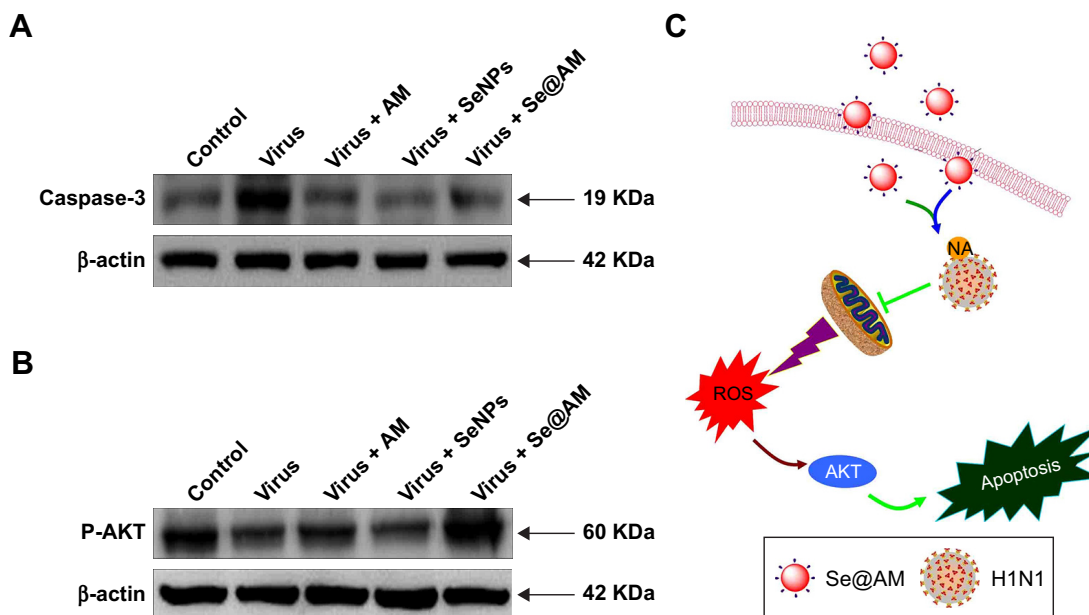 A
Control
Virus
Virus + AM
Virus + SeNPs
Virus + Se@AM
Caspase-3
19 KDa
β-actin
42 KDa
B
Control
Virus
Virus + AM
Virus + SeNPs
Virus + Se@AM
P-AKT
60 KDa
β-actin
42 KDa
C
NA
ROS
AKT
Apoptosis
Se@AM
H1N1